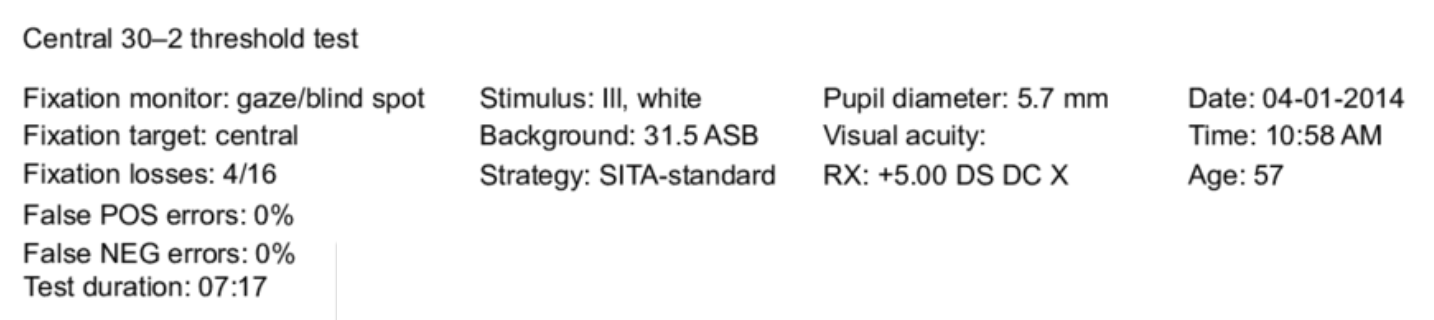 Central 30–2 threshold test
Fixation monitor: gaze/blind spot
Fixation target: central
Fixation losses: 4/16
False POS errors: 0%
False NEG errors: 0%
Test duration: 07:17
Stimulus: III, white
Background: 31.5 ASB
Strategy: SITA-standard
Pupil diameter: 5.7 mm
Visual acuity:
RX: +5.00 DS DC X
Date: 04-01-2014
Time: 10:58 AM
Age: 57